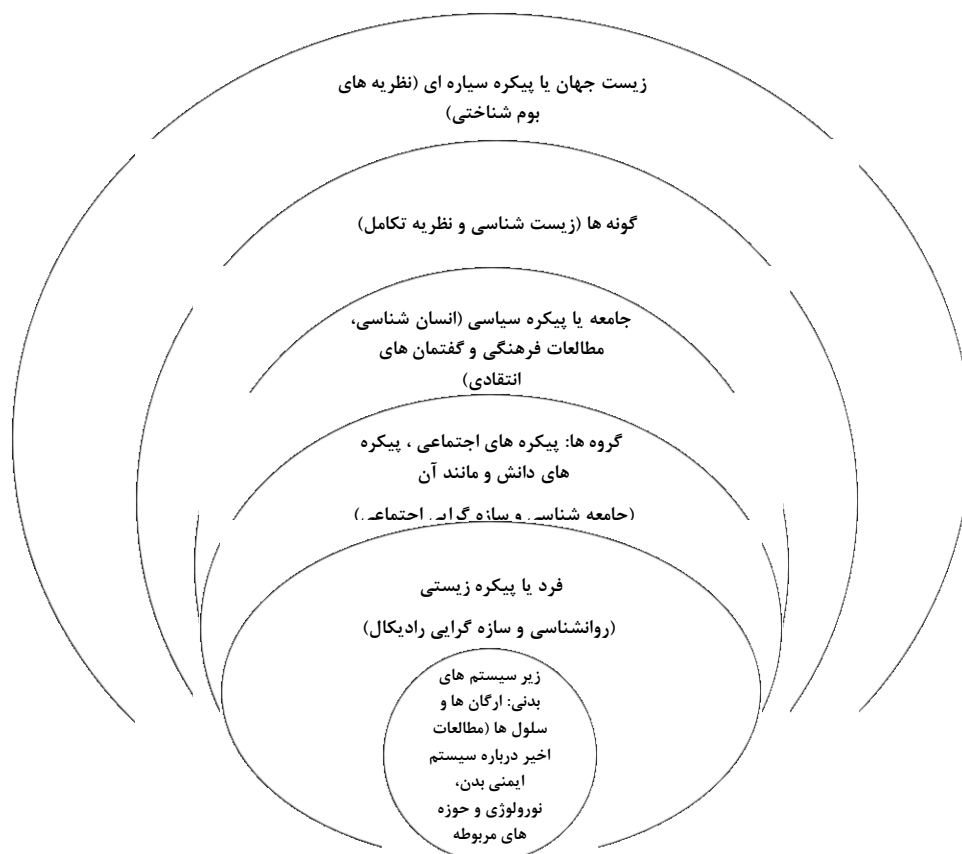 زیست جهان یا پیکره سیاره ای (نظریه های
بوم شناختی)
گونه ها (زیست شناسی و نظریه تکامل)
جامعه یا پیکره سیاسی (انسان شناسی،
مطالعات فرهنگی و گفتمان های
انتقادی)
گروه ها: پیکره های اجتماعی ، پیکره
های دانش و مانند آن
(جامعه شناسی و سازه گرایی اجتماعی)
فرد یا پیکره زیستی
(روانشناسی و سازه گرایی رادیکال)
زیر سیستم های
بدنی: ارگان ها و
سلول ها (مطالعات
اخیر درباره سیستم
ایمنی بدن،
نورولوژی و حوزه
های مربوطه